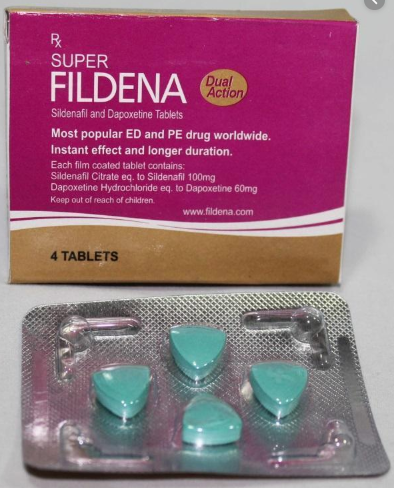 Rx
SUPER
FILDENA
Dual
Action
Sildenafil and Dapoxetine Tablets
Most popular ED and PE drug worldwide.
Instant effect and longer duration.
Each film coated tablet contains:
Sildenafil Citrate eq. to Sildenafil 100mg
Dapoxetine Hydrochloride eq. to Dapoxetine 60mg
Keep out of reach of children.
www.fildena.com
4 TABLETS